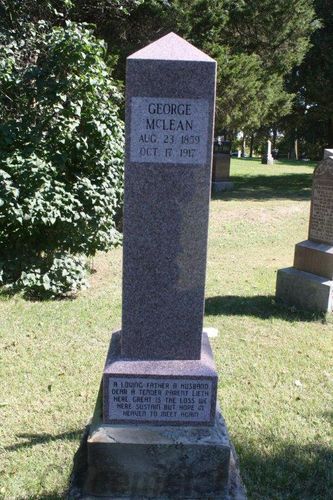 GEORGE
McLEAN
AUG. 23 1859
OCT. 17 1917
A LOVING FATHER A HUSBAND
DEAR A TENDER PARENT LIETH
HERE GREAT IS THE LOSS WE
HERE SUSTAIN BUT HOPE IN
HEAVEN TO MEET AGAIN